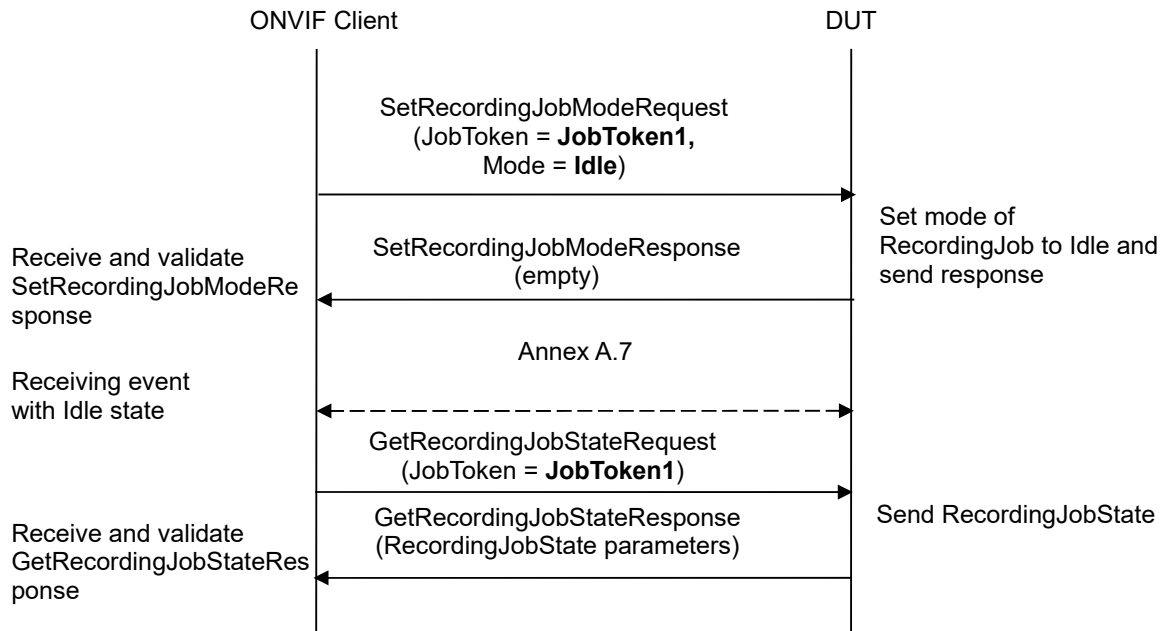 ONVIF Client
DUT
SetRecordingJobModeRequest
(JobToken = JobToken1,
Mode = Idle)
Set mode of
RecordingJob to Idle and
send response
SetRecordingJobModeResponse
(empty)
Receive and validate
SetRecordingJobModeRe
sponse
Annex A.7
Receiving event
with Idle state
GetRecordingJobStateRequest
(JobToken = JobToken1)
Send RecordingJobState
GetRecordingJobStateResponse
(RecordingJobState parameters)
Receive and validate
GetRecordingJobStateRes
ponse